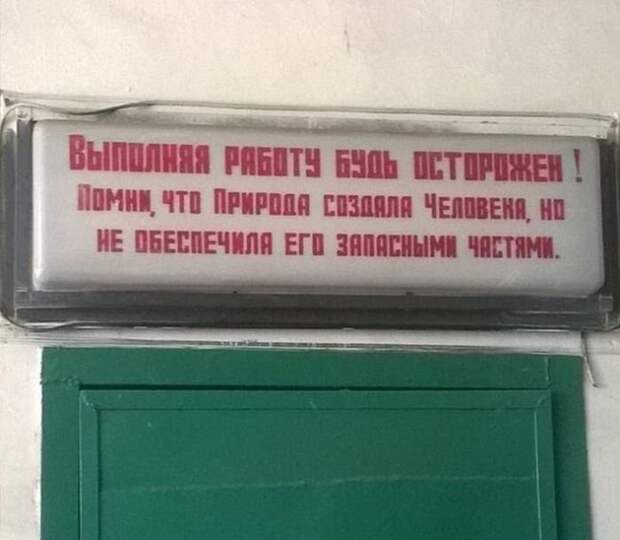 Выполняя работу будь осторожен!
Помни, что Природа создала Человека, но
не обеспечила его запасными частями.